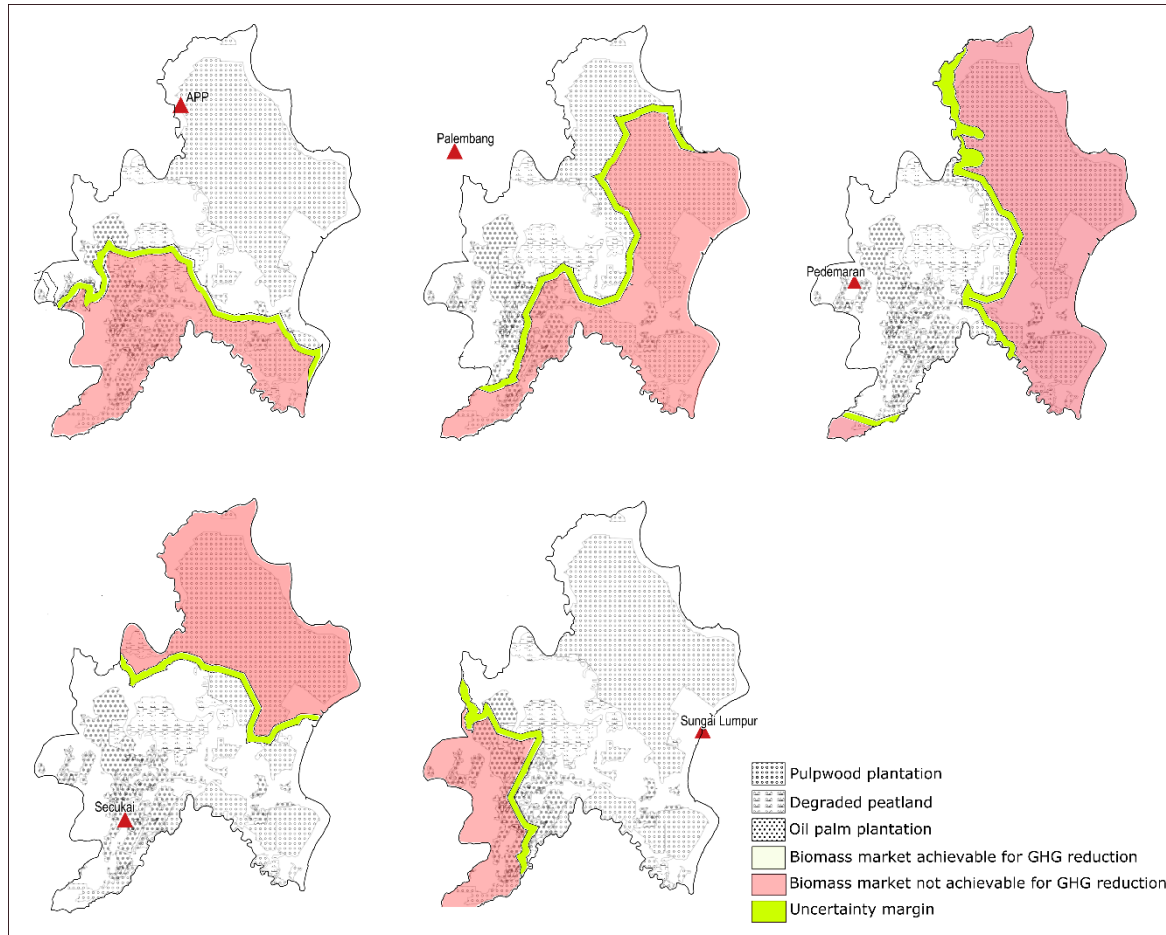 APP
Palembang
Pedemaran
Secukai
Sungai Lumpur
Pulpwood plantation
Degraded peatland
Oil palm plantation
Biomass market achievable for GHG reduction
Biomass market not achievable for GHG reduction
Uncertainty margin